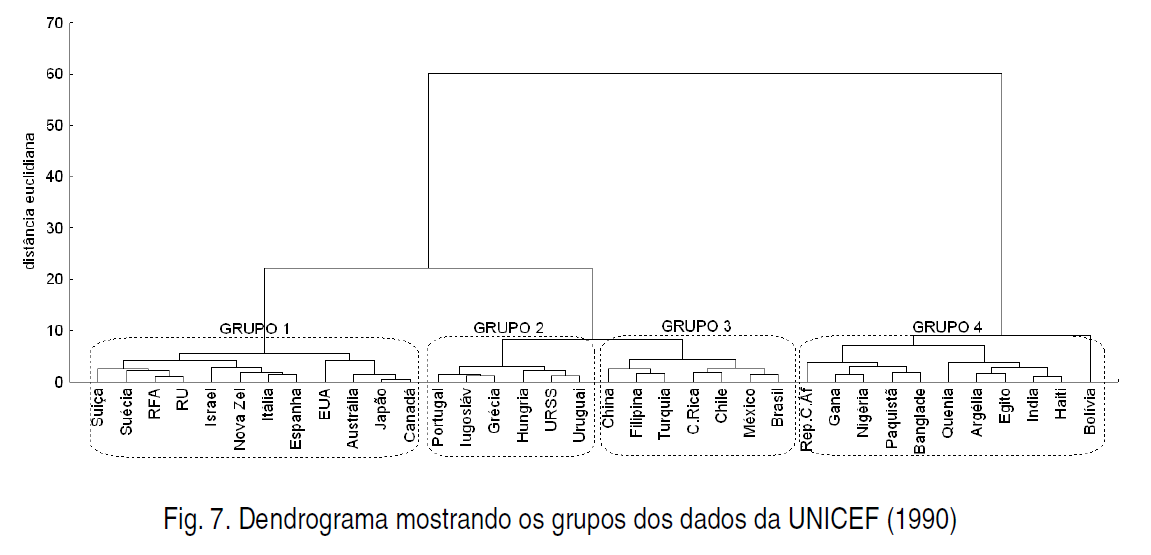 70
60
50
40
30
20
10
0
distância euclidiana
GRUPO 1
GRUPO 2
GRUPO 3
GRUPO 4
Suiça
Suécia
RFA
RU
Israel
Nova Zel
Itália
Espanha
EUA
Austrália
Japão
Canadá
Portugal
Iugosláv
Grécia
Hungria
URSS
Uruguai
China
Filipina
Turquia
C.Rica
Chile
México
Brasil
Rep.C.Áf
Gana
Nigéria
Paquistã
Banglade
Quenia
Argélia
Egito
India
Haiti
Bolívia
Fig. 7. Dendrograma mostrando os grupos dos dados da UNICEF (1990)